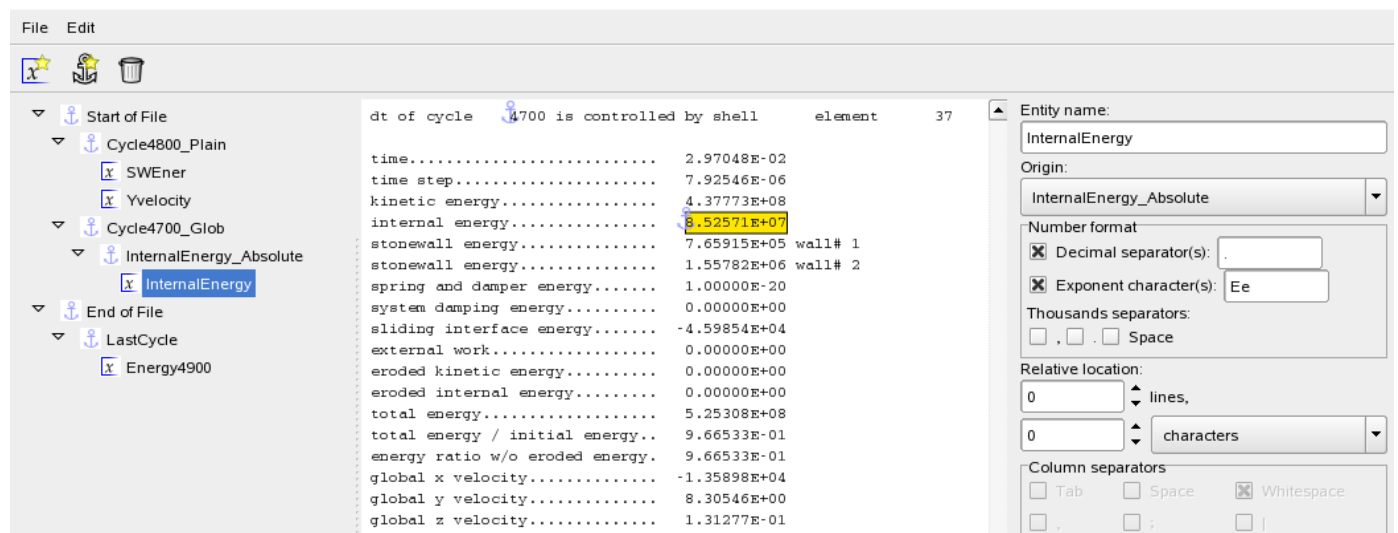 File Edit
Start of File
Cycle4800_Plain
x SWEner
x Yvelocity
Cycle4700_Glob
InternalEnergy_Absolute
x InternalEnergy
End of File
LastCycle
x Energy4900
dt of cycle 4700 is controlled by shell element 37
time........................... 2.97048E-02
time step...................... 7.92546E-06
kinetic energy................. 4.37773E+08
internal energy................ 8.52571E+07
stonewall energy............... 7.65915E+05 wall# 1
stonewall energy............... 1.55782E+06 wall# 2
spring and damper energy....... 1.00000E-20
system damping energy.......... 0.00000E+00
sliding interface energy....... -4.59854E+04
external work.................. 0.00000E+00
eroded kinetic energy.......... 0.00000E+00
eroded internal energy......... 0.00000E+00
total energy................... 5.25308E+08
total energy / initial energy.. 9.66533E-01
energy ratio w/o eroded energy. 9.66533E-01
global x velocity.............. -1.35898E+04
global y velocity.............. 8.30546E+00
global z velocity.............. 1.31277E-01
Entity name:
InternalEnergy
Origin:
InternalEnergy_Absolute
Number format
Decimal separator(s): .
Exponent character(s): Ee
Thousands separators:
, . Space
Relative location:
0 lines,
0 characters
Column separators
Tab Space Whitespace
, ; |